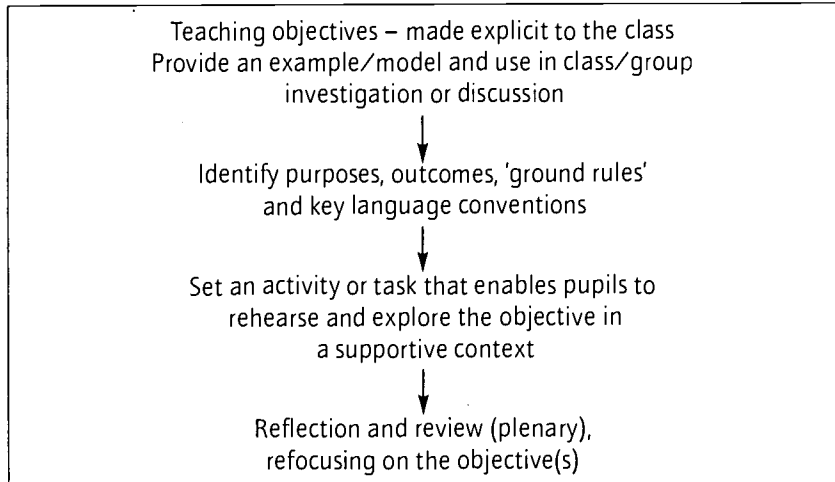 Teaching objectives – made explicit to the class
Provide an example/model and use in class/group
investigation or discussion
Identify purposes, outcomes, 'ground rules'
and key language conventions
Set an activity or task that enables pupils to
rehearse and explore the objective in
a supportive context
Reflection and review (plenary),
refocusing on the objective(s)